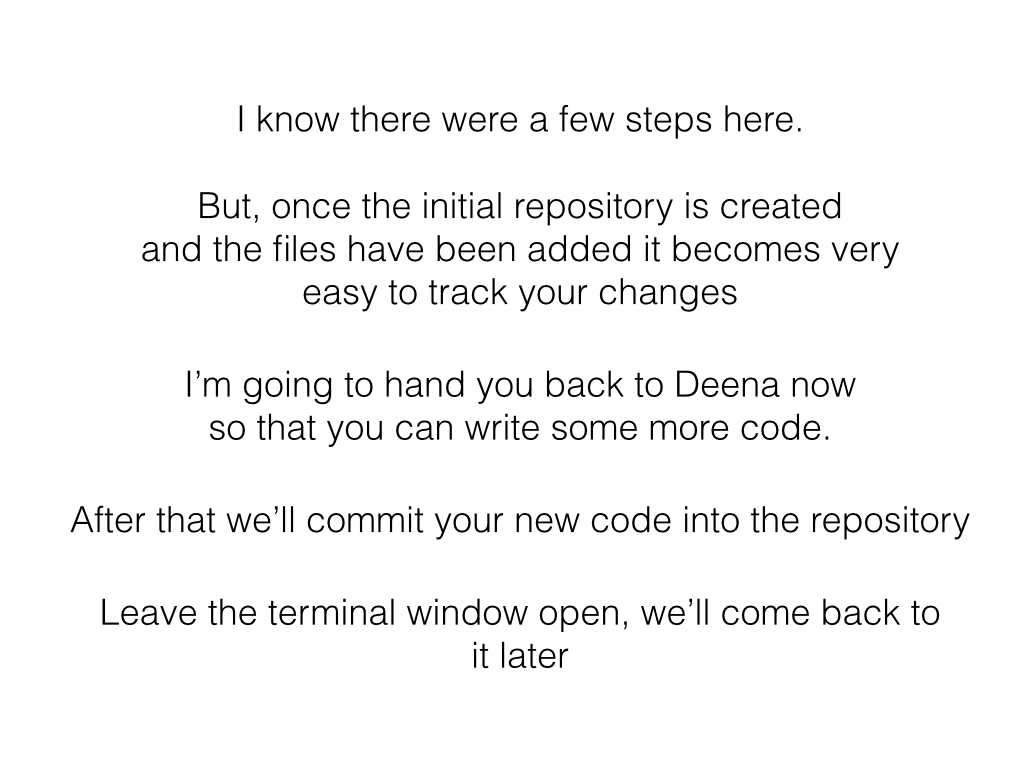 I know there were a few steps here.
But, once the initial repository is created
and the files have been added it becomes very
easy to track your changes
I’m going to hand you back to Deena now
so that you can write some more code.
After that we’ll commit your new code into the repository
Leave the terminal window open, we’ll come back to
it later